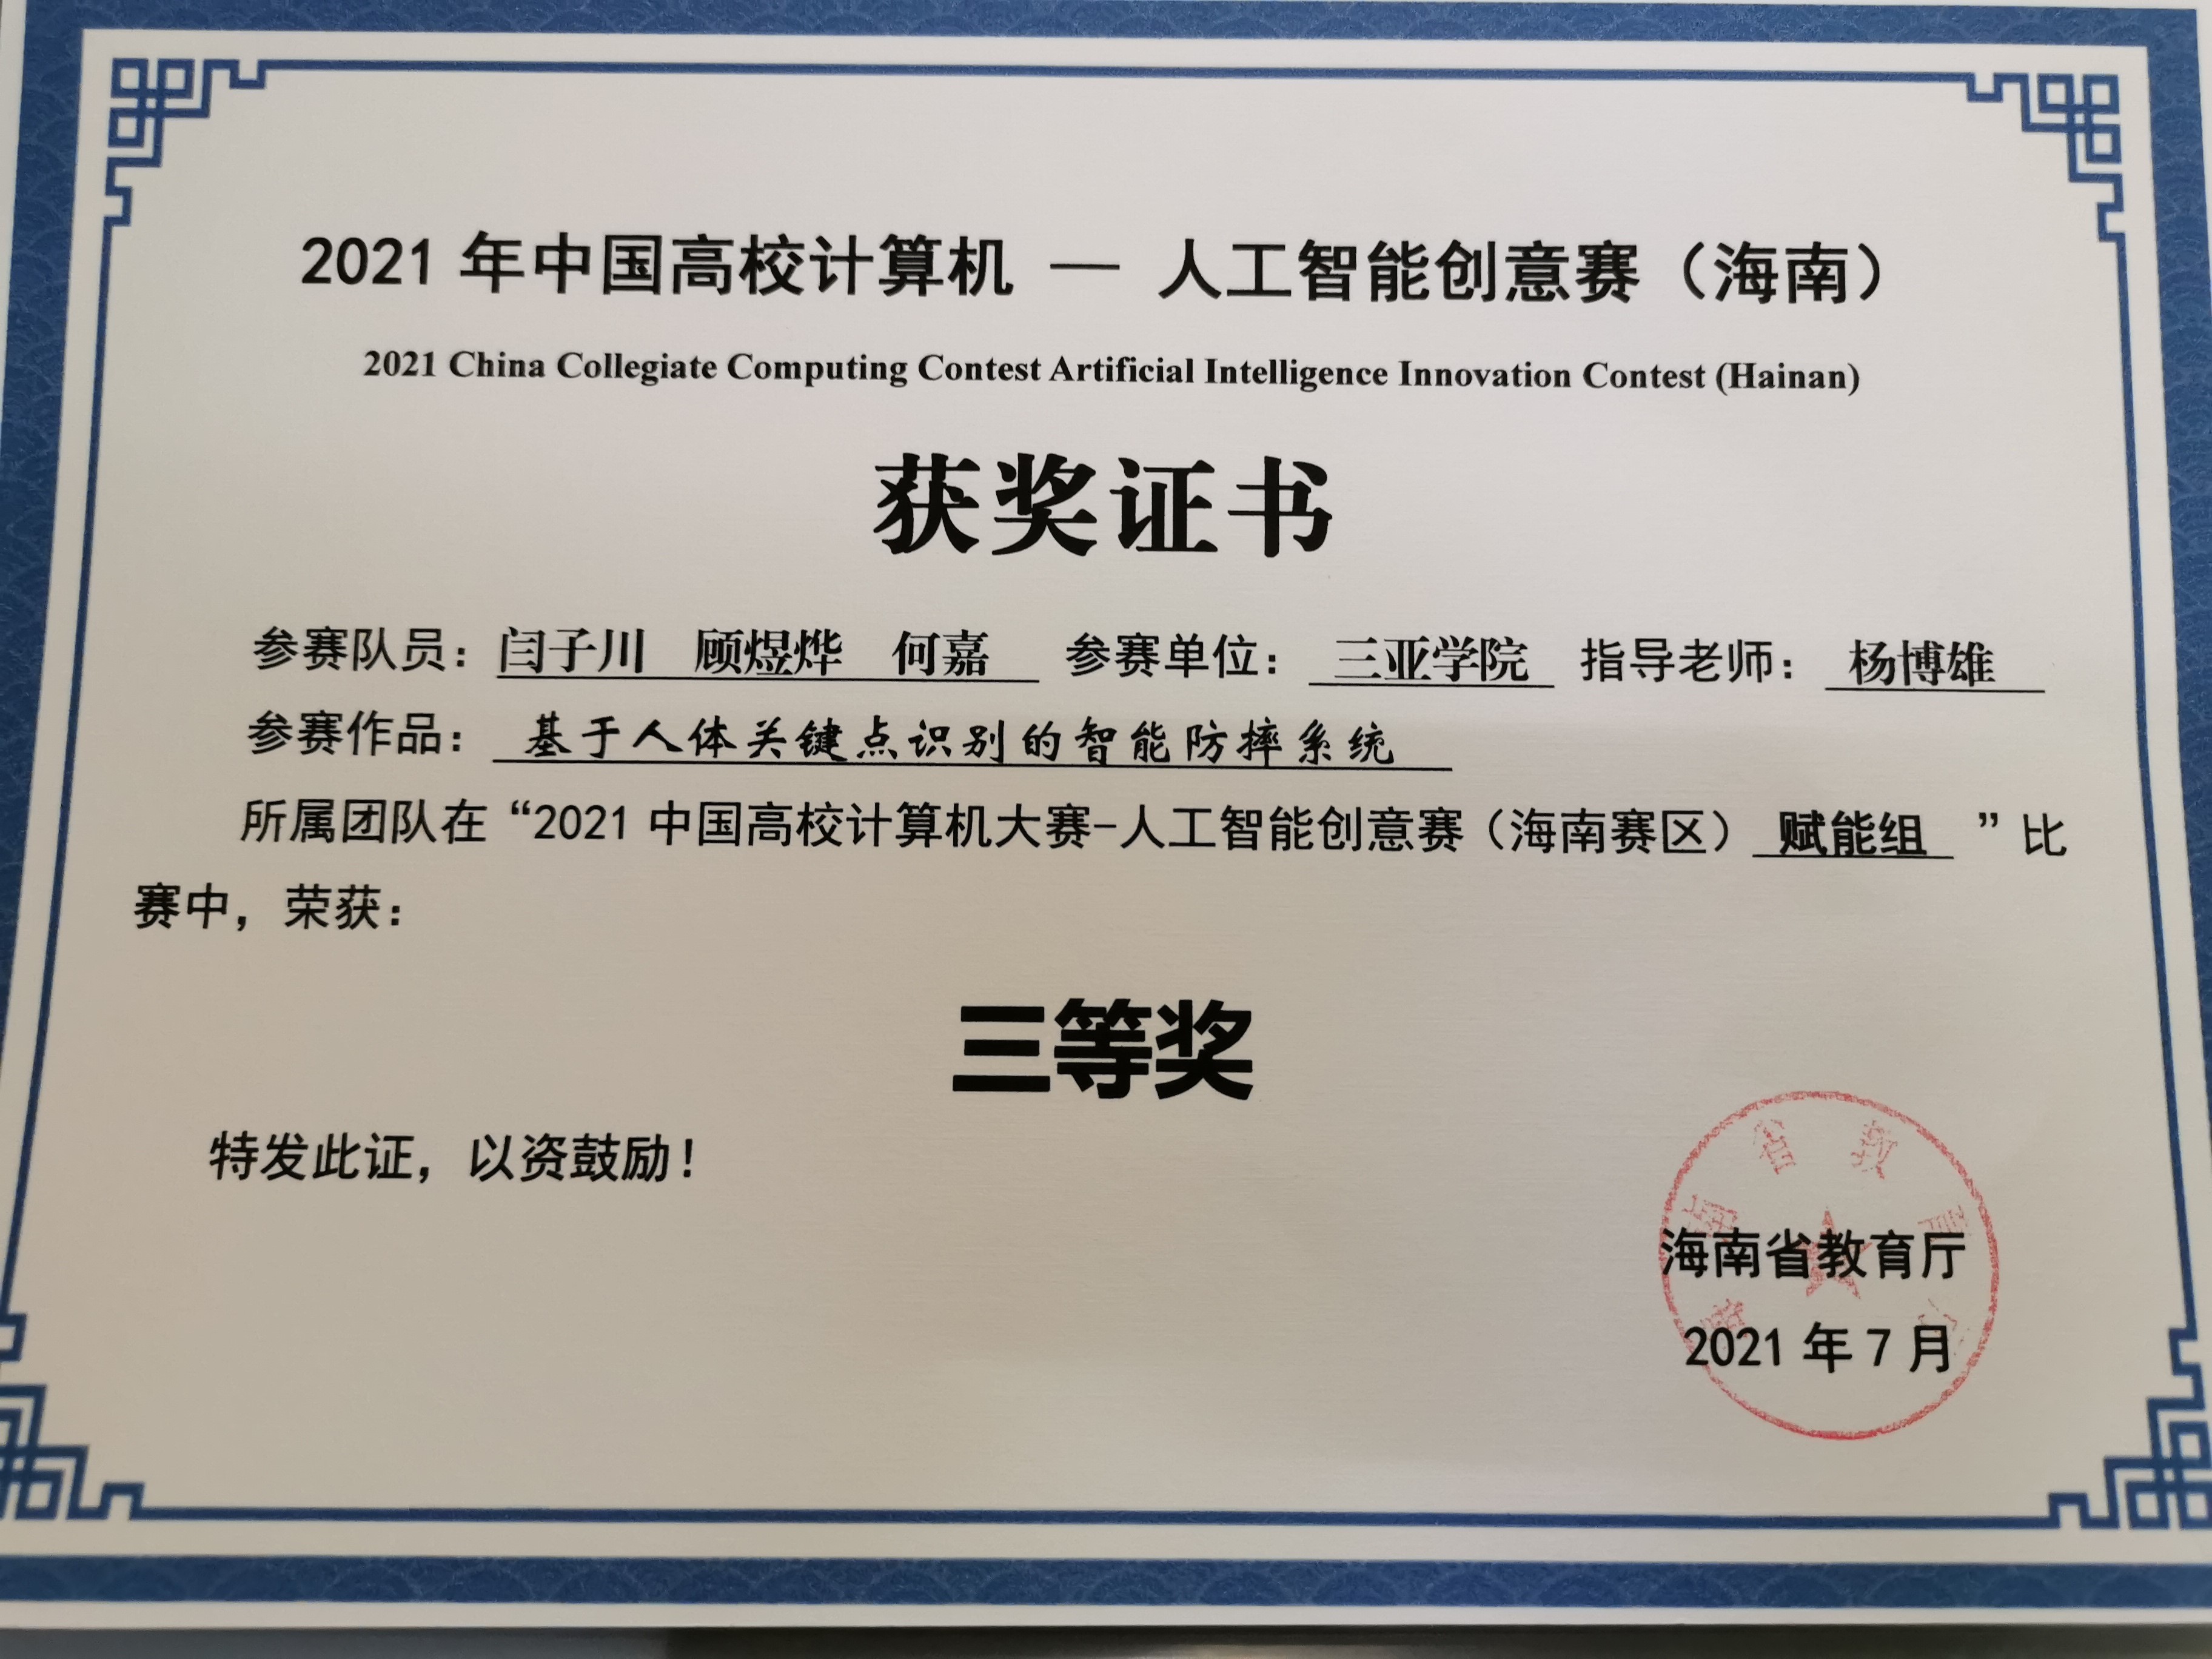 2021 年中国高校计算机 — 人工智能创意赛（海南）
2021 China Collegiate Computing Contest Artificial Intelligence Innovation Contest (Hainan)
获奖证书
参赛队员：闫子川 顾煜烨 何嘉 参赛单位：三亚学院 指导老师：杨博雄
参赛作品：基于人体关键点识别的智能防摔系统
所属团队在“2021 中国高校计算机大赛-人工智能创意赛（海南赛区）赋能组 ”比
赛中，荣获：
三等奖
特发此证，以资鼓励！
海南省教育厅
海南省教育厅
2021 年 7 月